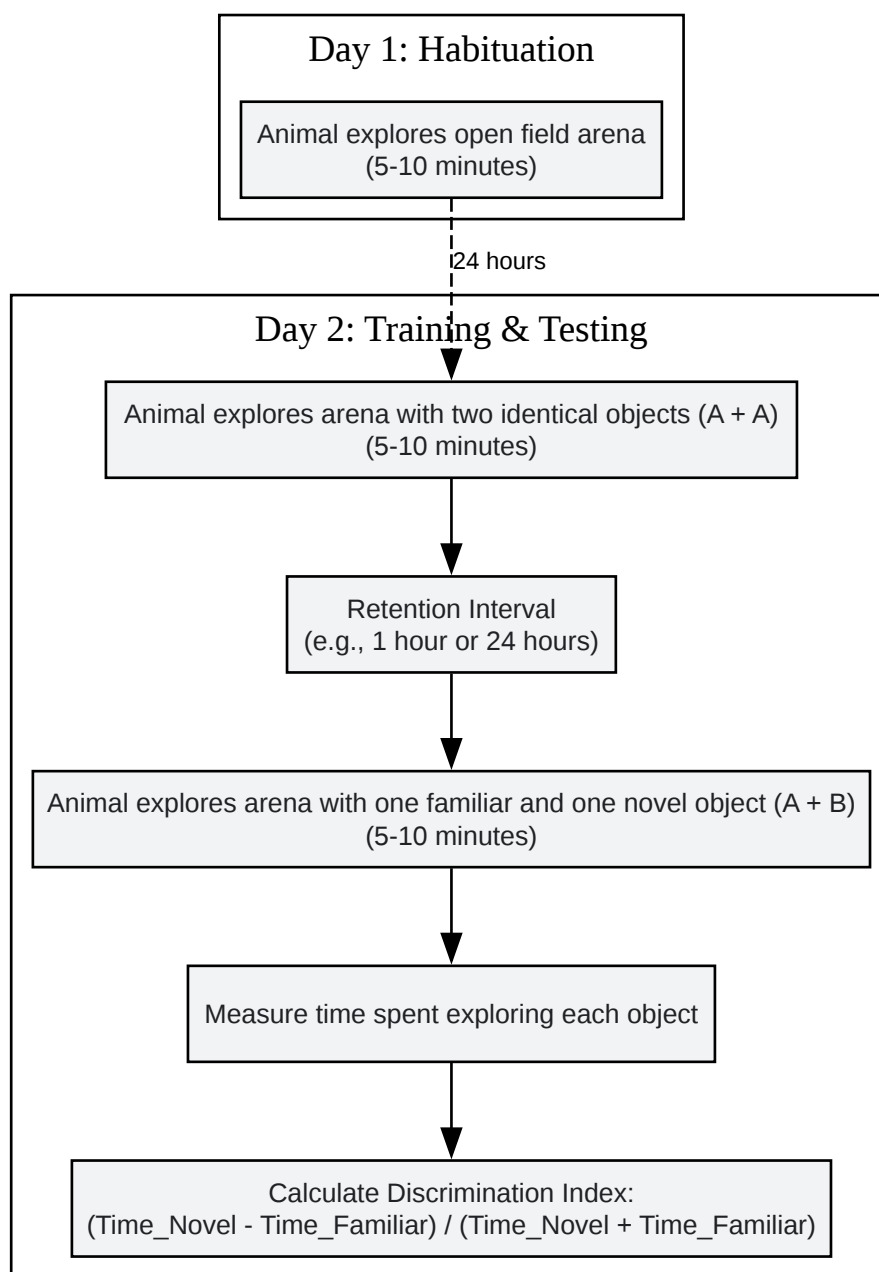 Day 1: Habituation
Animal explores open field arena
(5-10 minutes)
24 hours
Day 2: Training & Testing
Animal explores arena with two identical objects (A + A)
(5-10 minutes)
Retention Interval
(e.g., 1 hour or 24 hours)
Animal explores arena with one familiar and one novel object (A + B)
(5-10 minutes)
Measure time spent exploring each object
Calculate Discrimination Index:
(Time_Novel - Time_Familiar) / (Time_Novel + Time_Familiar)